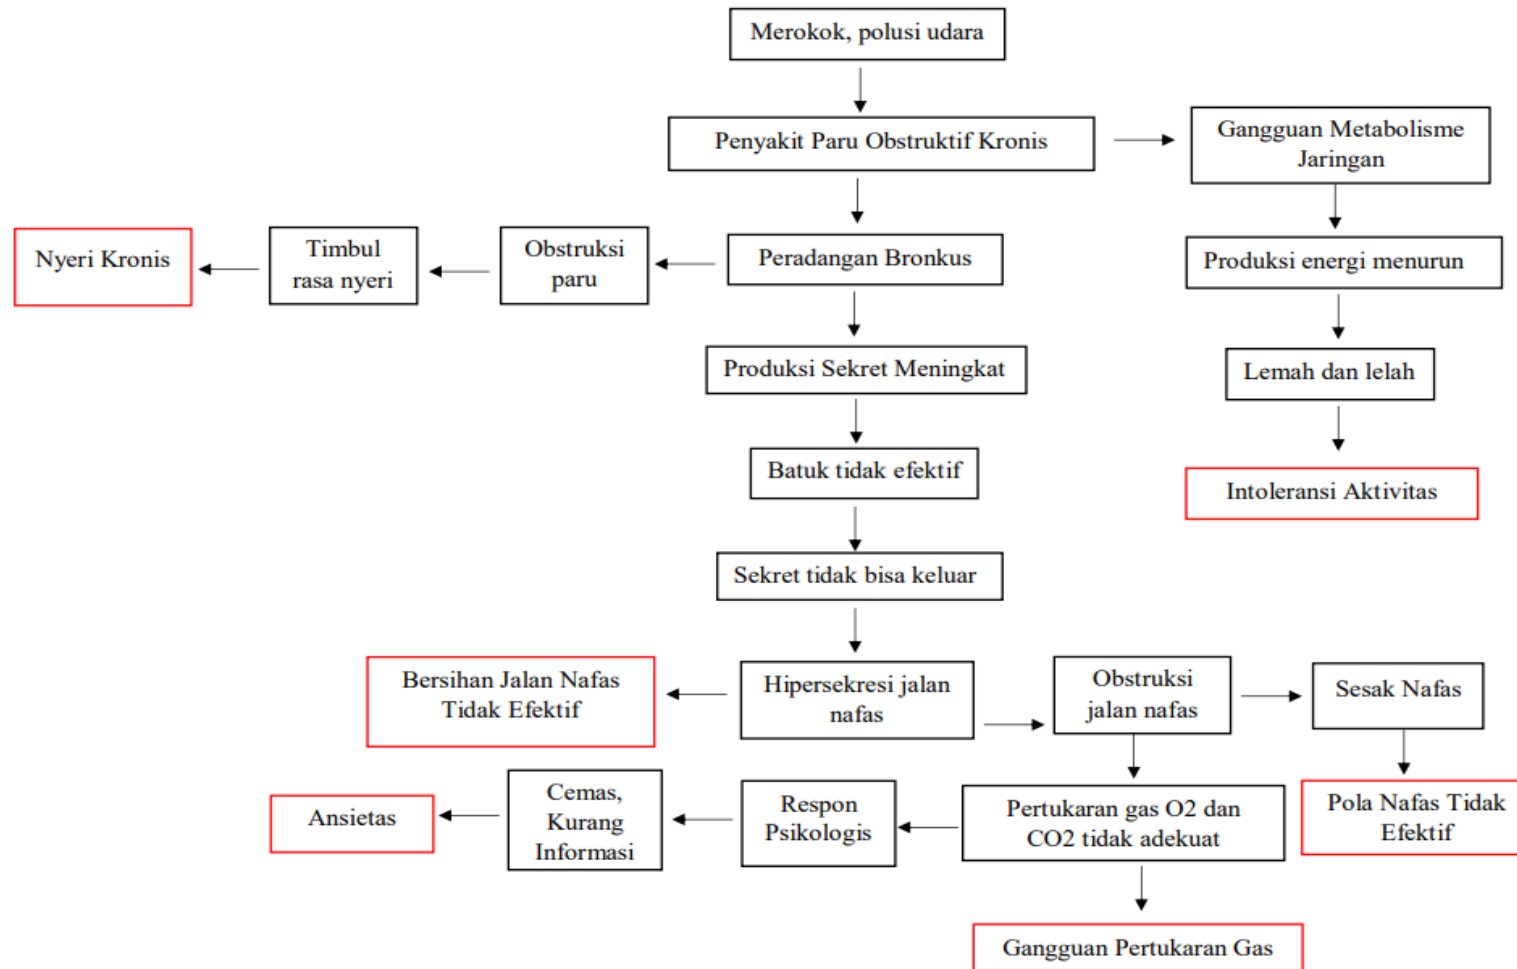 Merokok, polusi udara
Penyakit Paru Obstruktif Kronis
Gangguan Metabolisme
Jaringan
Nyeri Kronis
Timbul
rasa nyeri
Obstruksi
paru
Peradangan Bronkus
Produksi energi menurun
Produksi Sekret Meningkat
Lemah dan lelah
Batuk tidak efektif
Intoleransi Aktivitas
Sekret tidak bisa keluar
Bersihan Jalan Nafas
Tidak Efektif
Hipersekresi jalan
nafas
Obstruksi
jalan nafas
Sesak Nafas
Ansietas
Cemas,
Kurang
Informasi
Respon
Psikologis
Pertukaran gas O2 dan
CO2 tidak adekuat
Pola Nafas Tidak
Efektif
Gangguan Pertukaran Gas